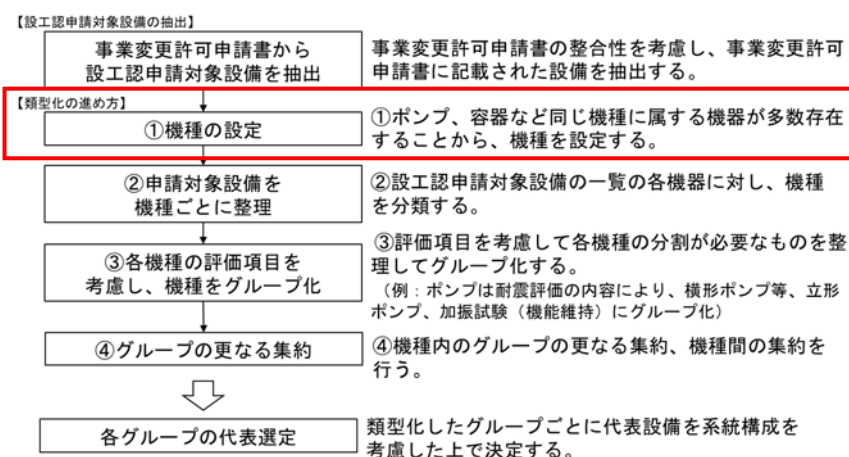 【設工認申請対象設備の抽出】
事業変更許可申請書から
設工認申請対象設備を抽出
事業変更許可申請書の整合性を考慮し、事業変更許可
申請書に記載された設備を抽出する。
【類型化の進め方】
①機種の設定
①ポンプ、容器など同じ機種に属する機器が多数存在
することから、機種を設定する。
②申請対象設備を
機種ごとに整理
②設工認申請対象設備の一覧の各機器に対し、機種
を分類する。
③各機種の評価項目を
考慮し、機種をグループ化
③評価項目を考慮して各機種の分割が必要なものを整
理してグループ化する。
（例：ポンプは耐震評価の内容により、横形ポンプ等、立形
ポンプ、加振試験（機能維持）にグループ化）
④グループの更なる集約
④機種内のグループの更なる集約、機種間の集約を
行う。
各グループの代表選定
類型化したグループごとに代表設備を系統構成を
考慮した上で決定する。